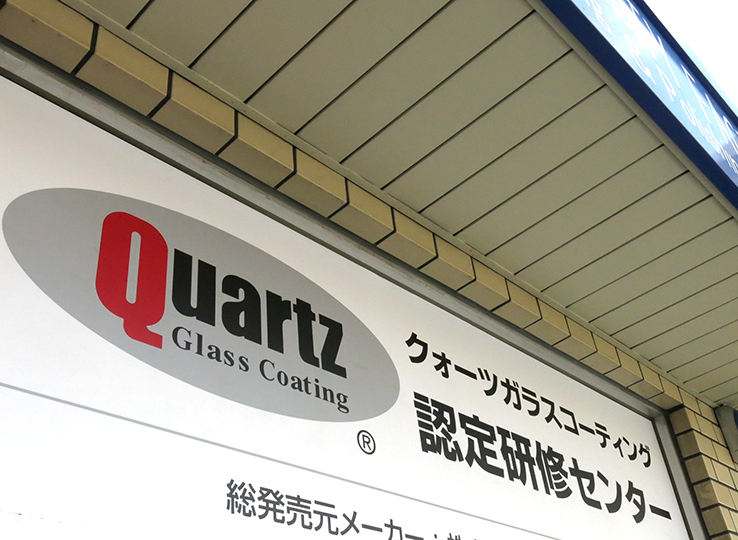 Quartz
Glass Coating
®
クォーツガラスコーティング
認定研修センター
総発売元メーカー：